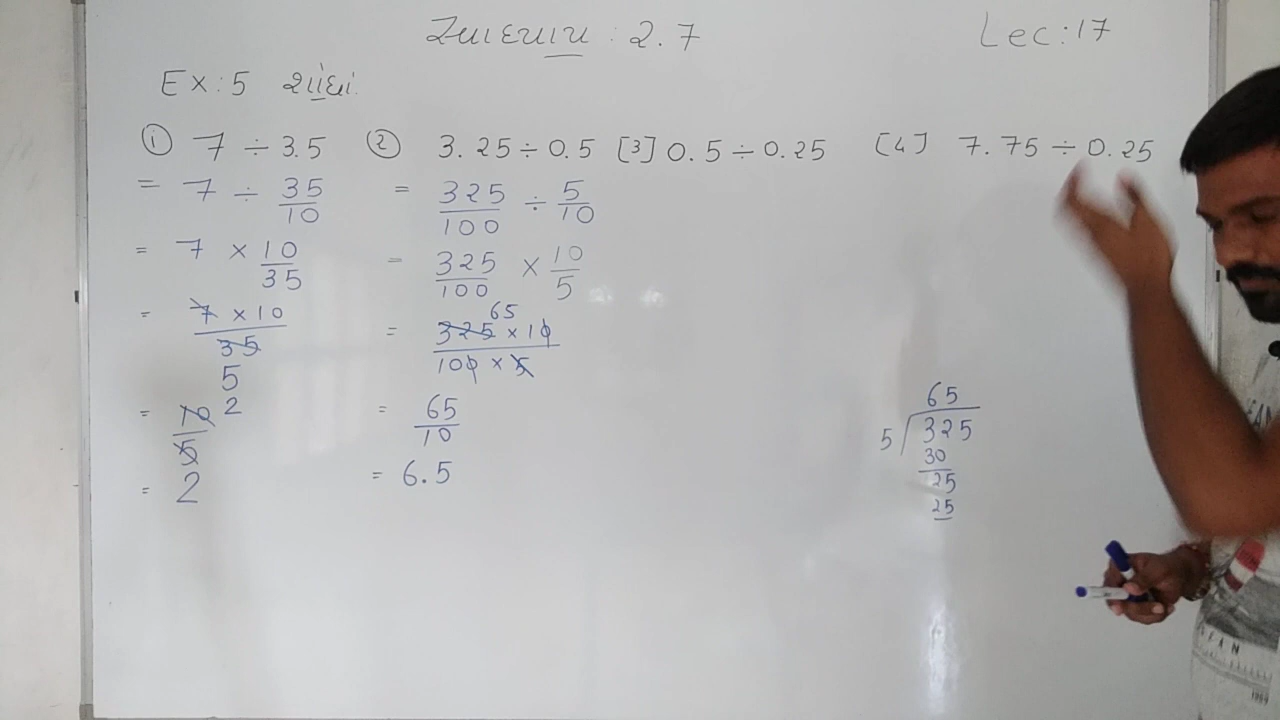 સ્વાધ્યાય : 2.7 Lec:17
Ex:5 શોધો.
① 7 ÷ 3.5 ② 3.25 ÷ 0.5 [3] 0.5 ÷ 0.25 [4] 7.75 ÷ 0.25
= 7 ÷ 35/10 = 325/100 ÷ 5/10
= 7 × 10/35 = 325/100 × 10/5
= 7 × 10 / 35 = 325 × 10 / 100 × 5
5 65
= 10/5 2 = 65/10
= 2 = 6.5
65
5 325
30
25
25